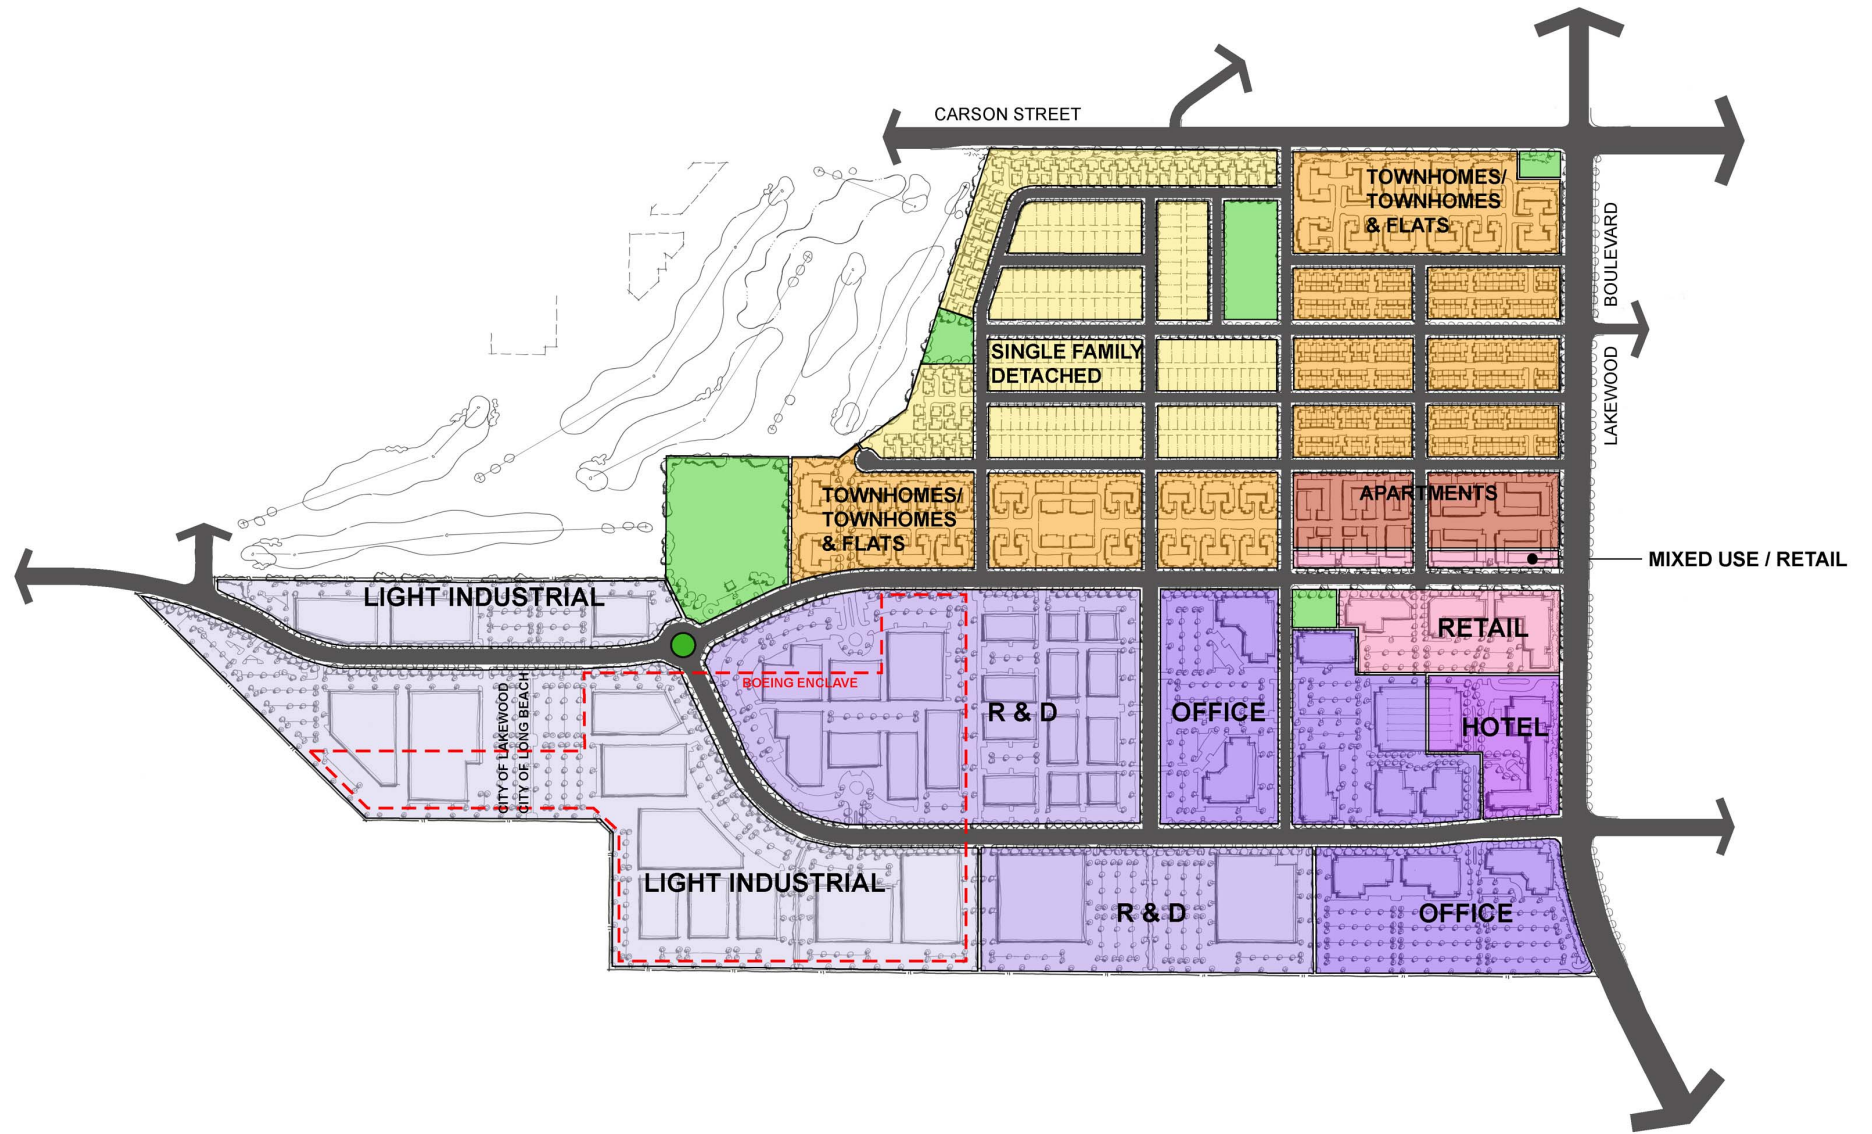 CARSON STREET
TOWNHOMES/
TOWNHOMES
& FLATS
BOULEVARD
LAKEWOOD
SINGLE FAMILY
DETACHED
TOWNHOMES/
TOWNHOMES
& FLATS
APARTMENTS
MIXED USE / RETAIL
LIGHT INDUSTRIAL
RETAIL
BOEING ENCLAVE
CITY OF LAKEWOOD
CITY OF LONG BEACH
R & D
OFFICE
HOTEL
LIGHT INDUSTRIAL
R & D
OFFICE